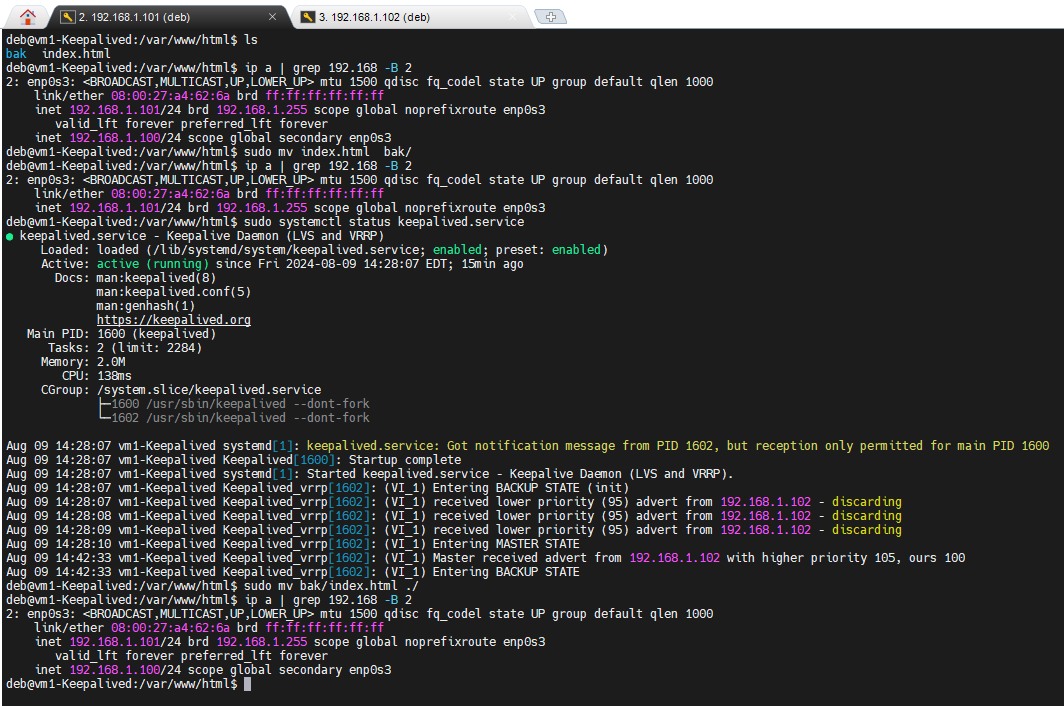 2. 192.168.1.101 (deb)
3. 192.168.1.102 (deb)
deb@vm1-Keepalived:/var/www/html$ ls
bak  index.html
deb@vm1-Keepalived:/var/www/html$ ip a | grep 192.168 -B 2
2: enp0s3: <BROADCAST,MULTICAST,UP,LOWER_UP> mtu 1500 qdisc fq_codel state UP group default qlen 1000
    link/ether 08:00:27:a4:62:6a brd ff:ff:ff:ff:ff:ff
    inet 192.168.1.101/24 brd 192.168.1.255 scope global noprefixroute enp0s3
       valid_lft forever preferred_lft forever
    inet 192.168.1.100/24 scope global secondary enp0s3
deb@vm1-Keepalived:/var/www/html$ sudo mv index.html  bak/
deb@vm1-Keepalived:/var/www/html$ ip a | grep 192.168 -B 2
2: enp0s3: <BROADCAST,MULTICAST,UP,LOWER_UP> mtu 1500 qdisc fq_codel state UP group default qlen 1000
    link/ether 08:00:27:a4:62:6a brd ff:ff:ff:ff:ff:ff
    inet 192.168.1.101/24 brd 192.168.1.255 scope global noprefixroute enp0s3
deb@vm1-Keepalived:/var/www/html$ sudo systemctl status keepalived.service
● keepalived.service - Keepalive Daemon (LVS and VRRP)
     Loaded: loaded (/lib/systemd/system/keepalived.service; enabled; preset: enabled)
     Active: active (running) since Fri 2024-08-09 14:28:07 EDT; 15min ago
       Docs: man:keepalived(8)
             man:keepalived.conf(5)
             man:genhash(1)
             https://keepalived.org
   Main PID: 1600 (keepalived)
      Tasks: 2 (limit: 2284)
     Memory: 2.0M
        CPU: 138ms
     CGroup: /system.slice/keepalived.service
             ├─1600 /usr/sbin/keepalived --dont-fork
             └─1602 /usr/sbin/keepalived --dont-fork
Aug 09 14:28:07 vm1-Keepalived systemd[1]: keepalived.service: Got notification message from PID 1602, but reception only permitted for main PID 1600
Aug 09 14:28:07 vm1-Keepalived Keepalived[1600]: Startup complete
Aug 09 14:28:07 vm1-Keepalived systemd[1]: Started keepalived.service - Keepalive Daemon (LVS and VRRP).
Aug 09 14:28:07 vm1-Keepalived Keepalived_vrrp[1602]: (VI_1) Entering BACKUP STATE (init)
Aug 09 14:28:07 vm1-Keepalived Keepalived_vrrp[1602]: (VI_1) received lower priority (95) advert from 192.168.1.102 - discarding
Aug 09 14:28:08 vm1-Keepalived Keepalived_vrrp[1602]: (VI_1) received lower priority (95) advert from 192.168.1.102 - discarding
Aug 09 14:28:09 vm1-Keepalived Keepalived_vrrp[1602]: (VI_1) received lower priority (95) advert from 192.168.1.102 - discarding
Aug 09 14:28:10 vm1-Keepalived Keepalived_vrrp[1602]: (VI_1) Entering MASTER STATE
Aug 09 14:42:33 vm1-Keepalived Keepalived_vrrp[1602]: (VI_1) Master received advert from 192.168.1.102 with higher priority 105, ours 100
Aug 09 14:42:33 vm1-Keepalived Keepalived_vrrp[1602]: (VI_1) Entering BACKUP STATE
deb@vm1-Keepalived:/var/www/html$ sudo mv bak/index.html ./
deb@vm1-Keepalived:/var/www/html$ ip a | grep 192.168 -B 2
2: enp0s3: <BROADCAST,MULTICAST,UP,LOWER_UP> mtu 1500 qdisc fq_codel state UP group default qlen 1000
    link/ether 08:00:27:a4:62:6a brd ff:ff:ff:ff:ff:ff
    inet 192.168.1.101/24 brd 192.168.1.255 scope global noprefixroute enp0s3
       valid_lft forever preferred_lft forever
    inet 192.168.1.100/24 scope global secondary enp0s3
deb@vm1-Keepalived:/var/www/html$